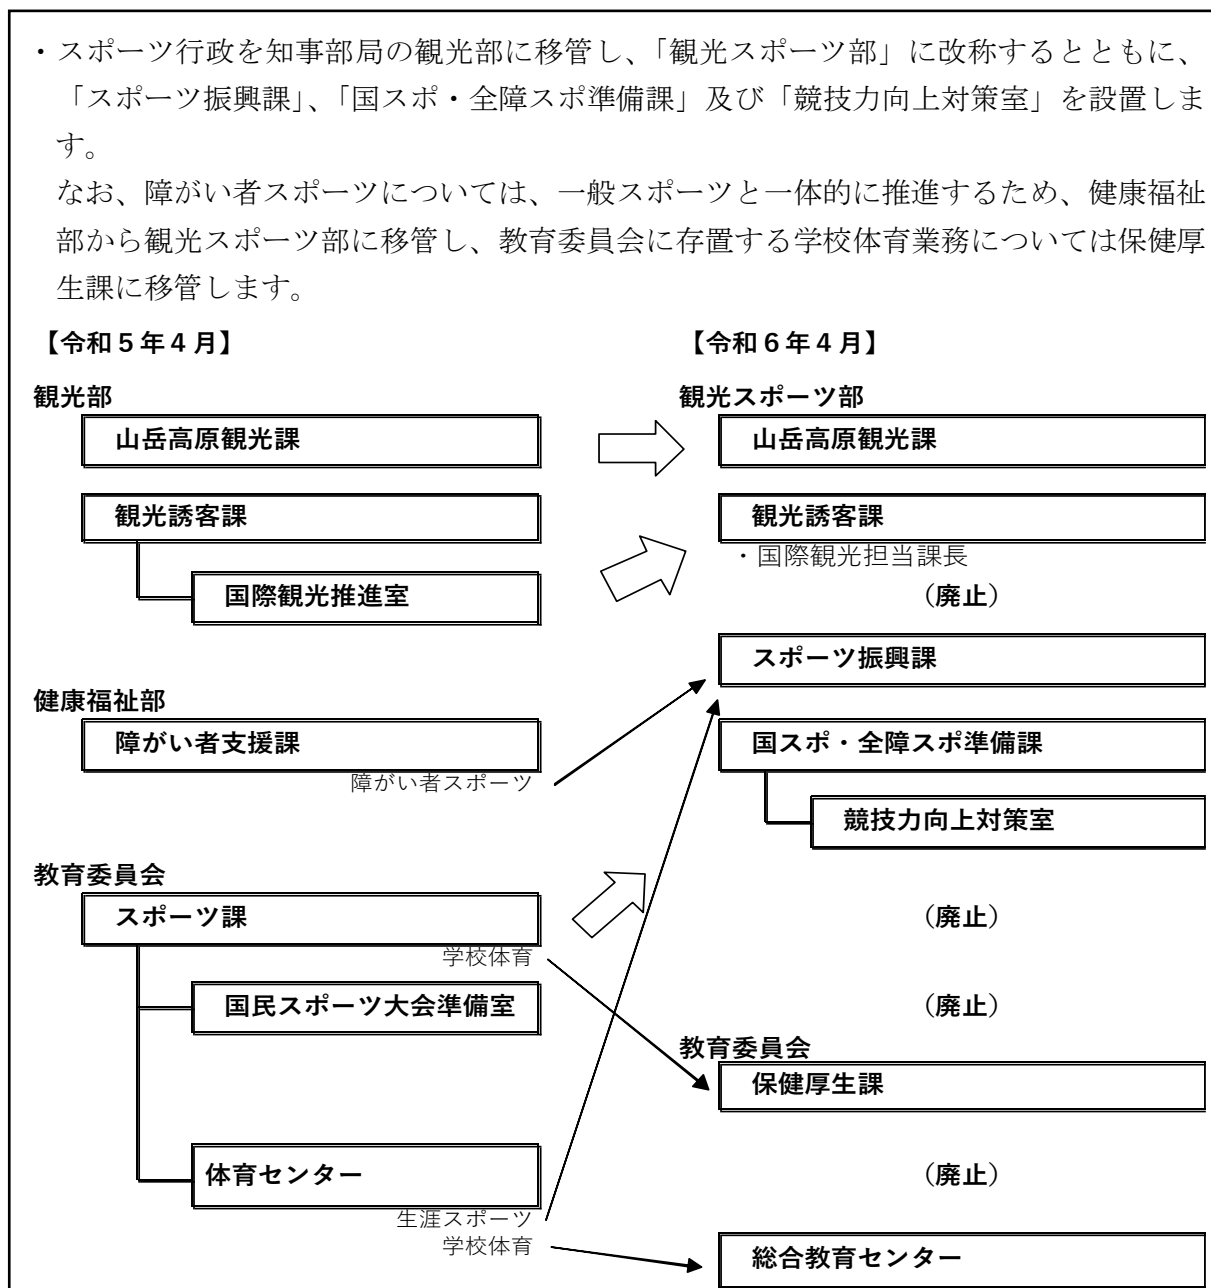 ・スポーツ行政を知事部局の観光部に移管し、「観光スポーツ部」に改称するとともに、
「スポーツ振興課」、「国スポ・全障スポ準備課」及び「競技力向上対策室」を設置しま
す。
なお、障がい者スポーツについては、一般スポーツと一体的に推進するため、健康福祉
部から観光スポーツ部に移管し、教育委員会に存置する学校体育業務については保健厚
生課に移管します。
【令和5年4月】
観光部
山岳高原観光課
観光誘客課
国際観光推進室
健康福祉部
障がい者支援課
障がい者スポーツ
教育委員会
スポーツ課
学校体育
国民スポーツ大会準備室
体育センター
生涯スポーツ
学校体育
【令和6年4月】
観光スポーツ部
山岳高原観光課
観光誘客課
・国際観光担当課長
（廃止）
スポーツ振興課
国スポ・全障スポ準備課
競技力向上対策室
（廃止）
（廃止）
教育委員会
保健厚生課
（廃止）
総合教育センター